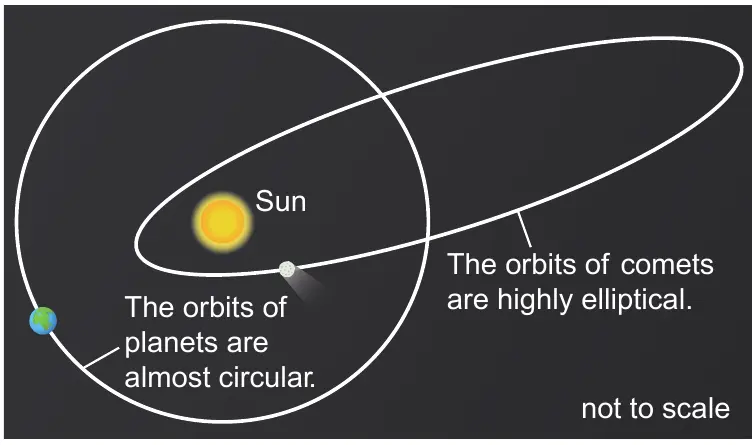 Sun
The orbits of comets
are highly elliptical.
The orbits of
planets are
almost circular.
not to scale